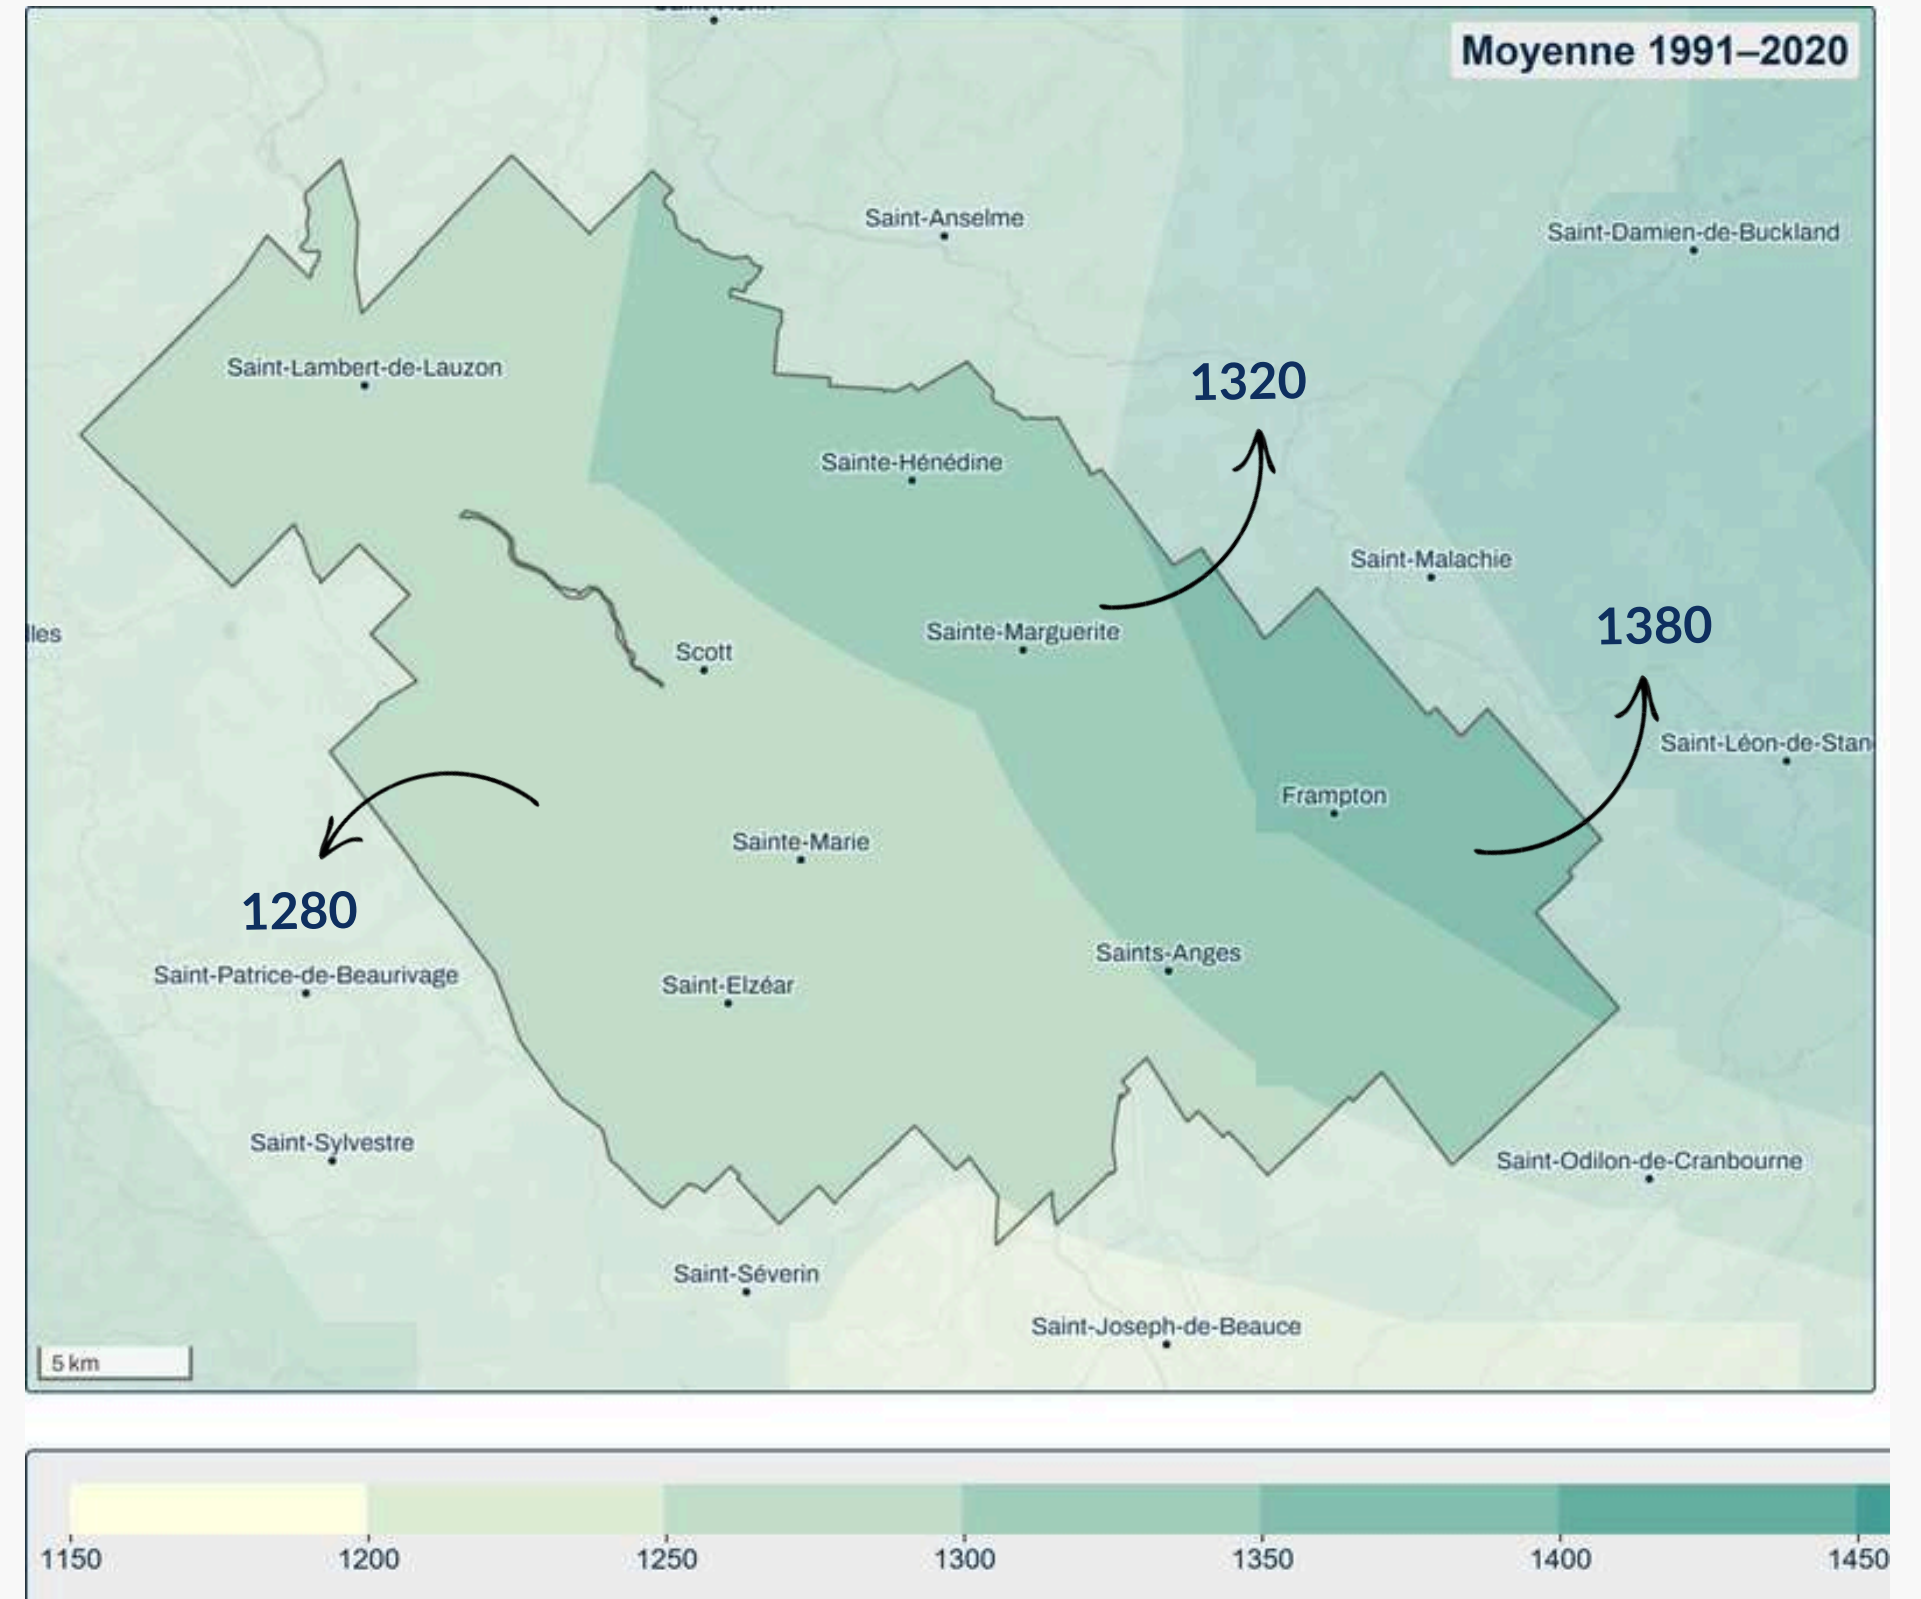 Moyenne 1991–2020
Saint-Anselme
Saint-Damien-de-Buckland
Saint-Lambert-de-Lauzon
1320
Sainte-Hénédine
Saint-Malachie
lles
Sainte-Marguerite
1380
Scott
Saint-Léon-de-Stan
Frampton
Sainte-Marie
1280
Saints-Anges
Saint-Patrice-de-Beaurivage
Saint-Elzéar
Saint-Sylvestre
Saint-Odilon-de-Cranbourne
Saint-Séverin
Saint-Joseph-de-Beauce
5 km
1150 1200 1250 1300 1350 1400 1450